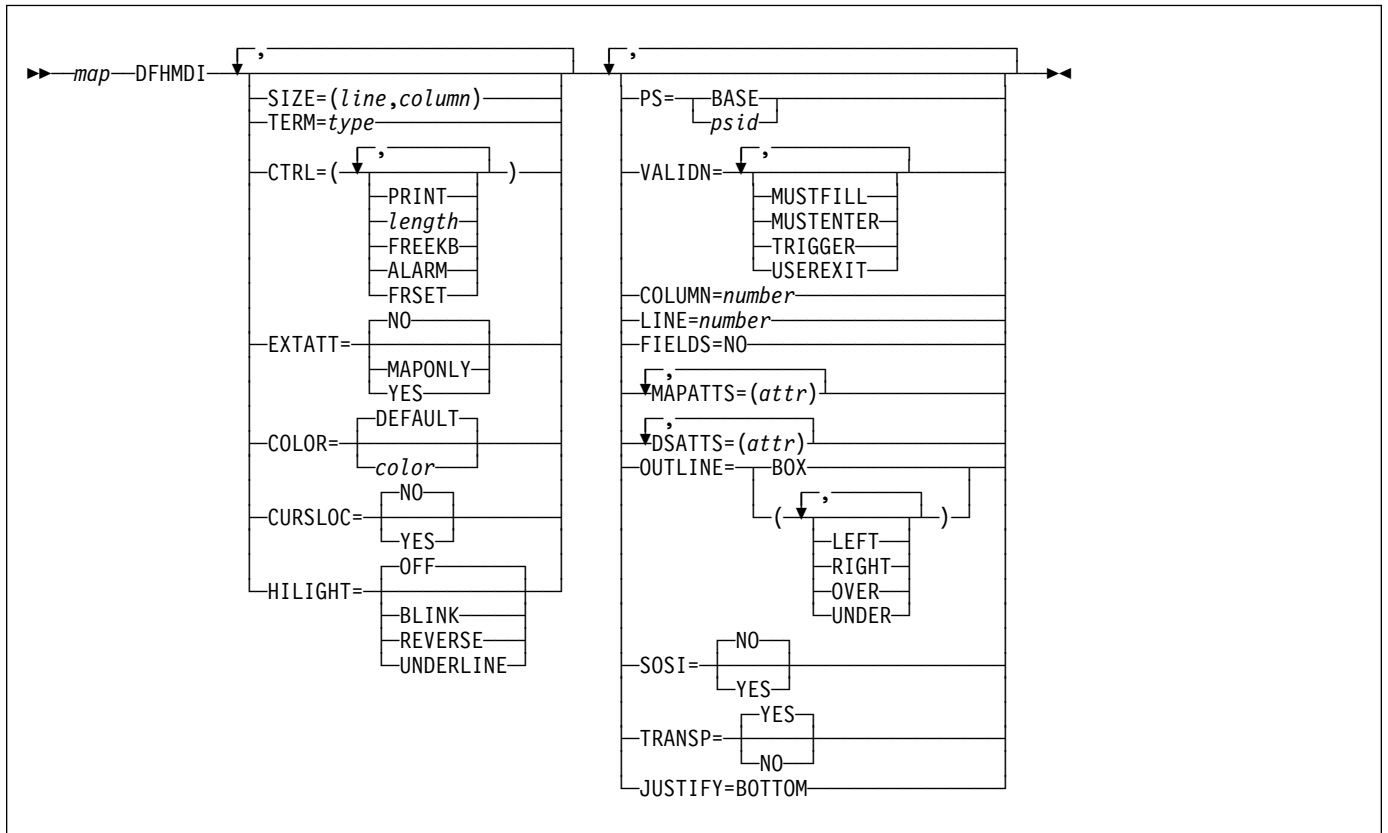 , ,
map DFHMDI
SIZE=(line,column) PS= BASE
TERM=type psid
, ,
CTRL=( ) VALIDN=
PRINT MUSTFILL
length MUSTENTER
FREEKB TRIGGER
ALARM USEREXIT
FRSET COLUMN=number
NO LINE=number
EXTATT= FIELDS=NO
MAPONLY ,
YES MAPATTS=(attr)
DEFAULT ,
COLOR= DSATTS=(attr)
color OUTLINE= BOX
NO ,
CURSLOC= ( )
YES LEFT
OFF RIGHT
HILIGHT= OVER
BLINK UNDER
REVERSE NO
UNDERLINE SOSI=
YES
YES
TRANSP=
NO
JUSTIFY=BOTTOM